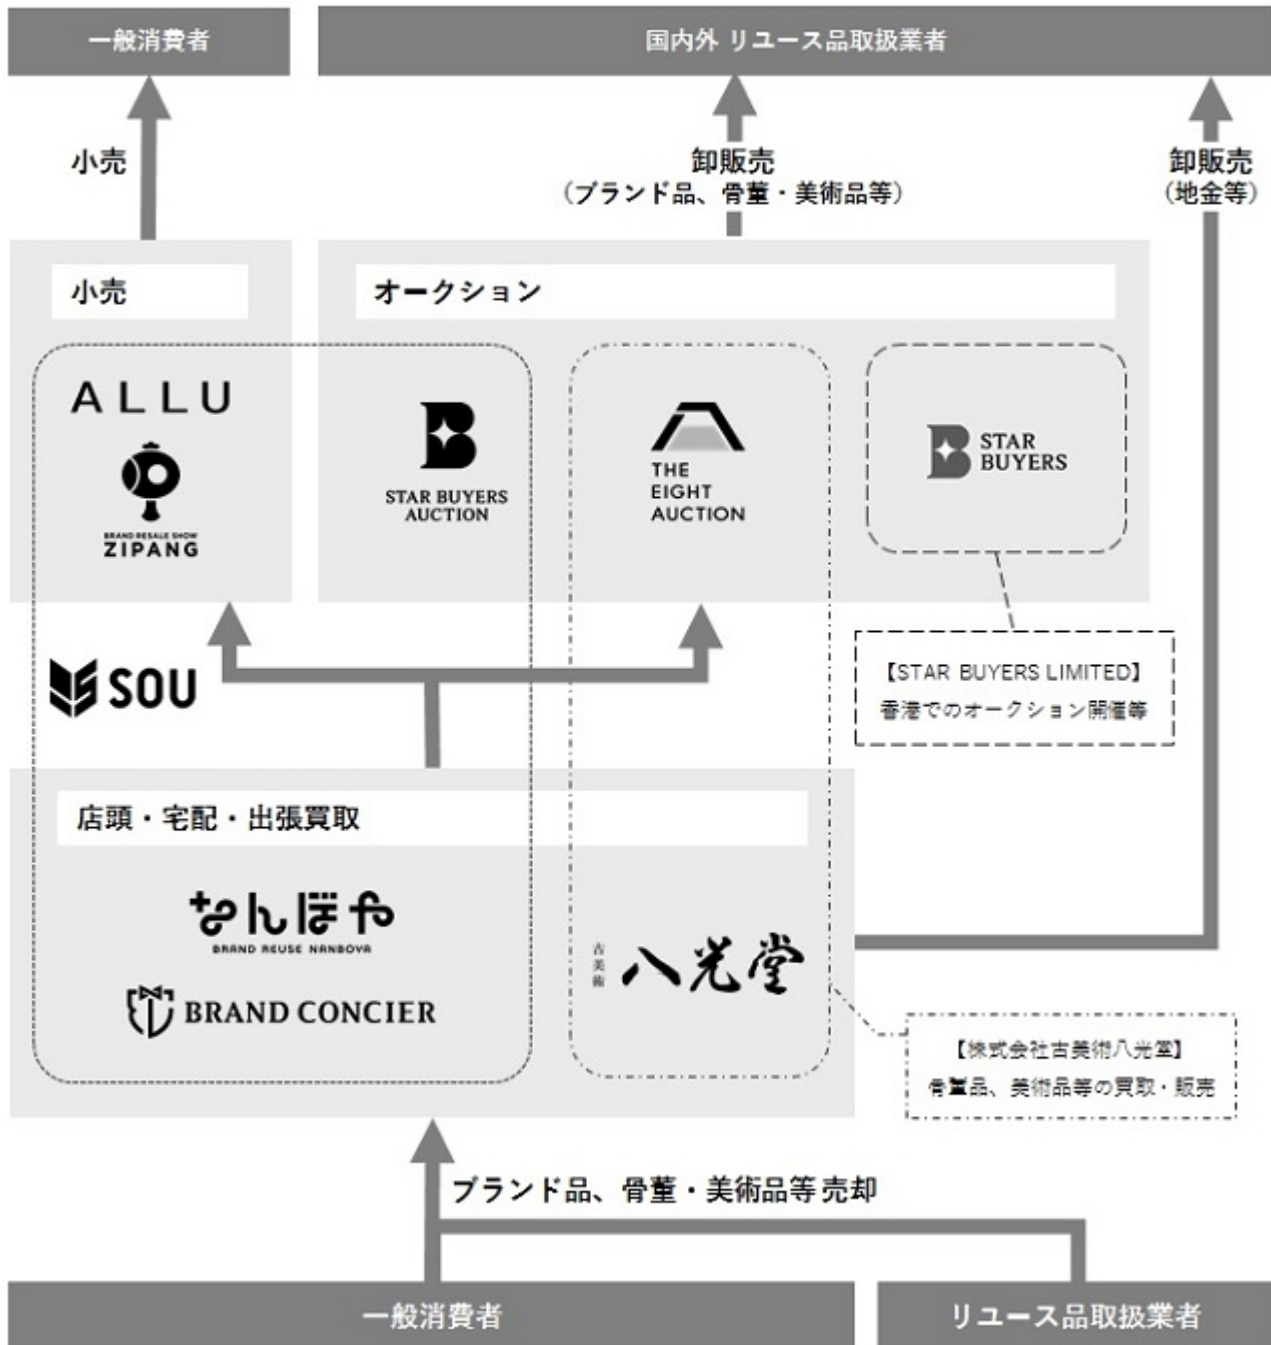 一般消費者
国内外 リユース品取扱業者
小売
卸販売
（ブランド品、骨董・美術品等）
卸販売
（地金等）
小売
オークション
ALLU
BRAND RESALE SHOW
ZIPANG
STAR BUYERS
AUCTION
THE
EIGHT
AUCTION
STAR
BUYERS
SOU
【STAR BUYERS LIMITED】
香港でのオークション開催等
店頭・宅配・出張買取
なんぼや
BRAND REUSE NANBOYA
BRAND CONCIER
古美術
八光堂
【株式会社古美術八光堂】
骨董品、美術品等の買取・販売
ブランド品、骨董・美術品等 売却
一般消費者
リユース品取扱業者